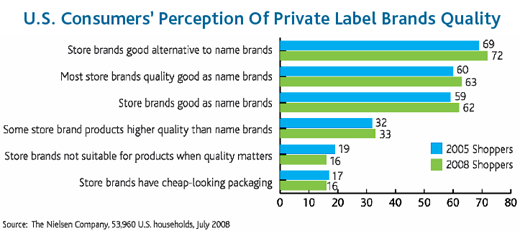 U.S. Consumers' Perception Of Private Label Brands Quality
Store brands good alternative to name brands 69 72
Most store brands quality good as name brands 60 63
Store brands good as name brands 59 62
Some store brand products higher quality than name brands 32 33
Store brands not suitable for products when quality matters 19 16
Store brands have cheap-looking packaging 17 16
2005 Shoppers
2008 Shoppers
0 10 20 30 40 50 60 70 80
Source: The Nielsen Company, 53,960 U.S. households, July 2008